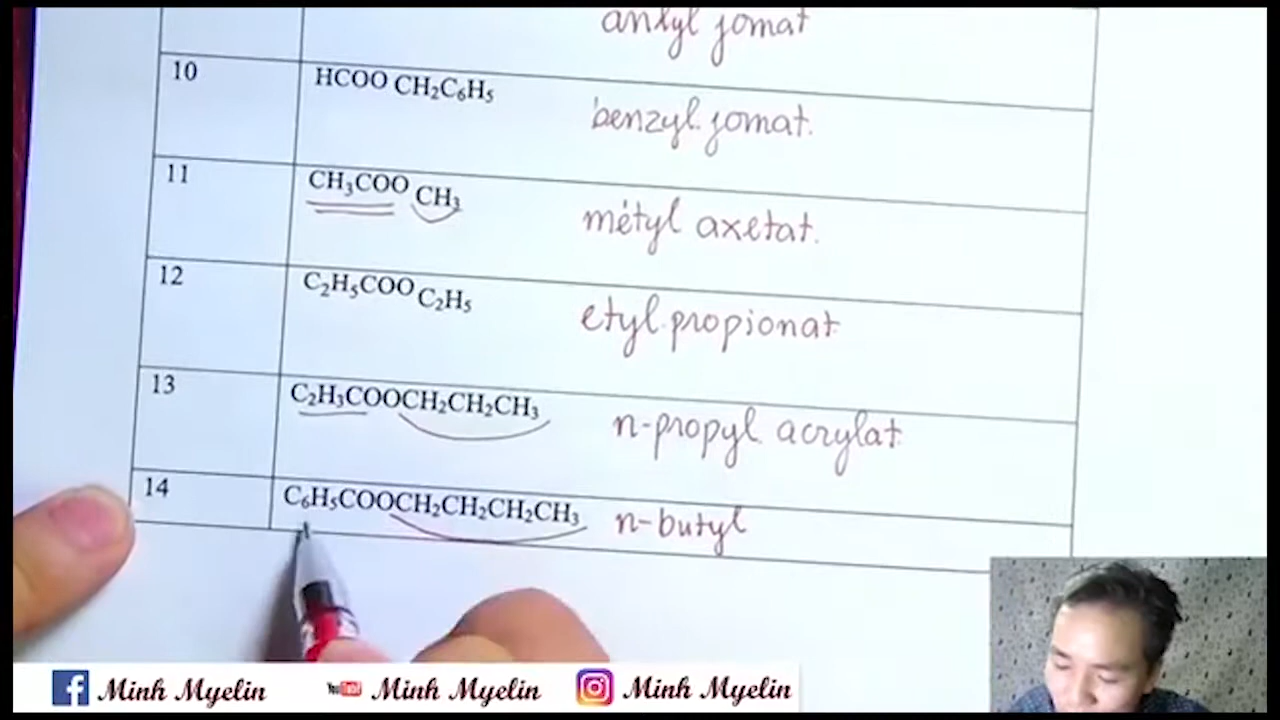 anlyl fomat
10 HCOO CH₂C₆H₅ benzyl fomat.
11 CH₃COO CH₃ métyl axetat.
12 C₂H₅COO C₂H₅ etyl propionat
13 C₂H₃COOCH₂CH₂CH₃ n-propyl acrylat
14 C₆H₅COOCH₂CH₂CH₂CH₃ n-butyl
Minh Myelin YouTube Minh Myelin Minh Myelin